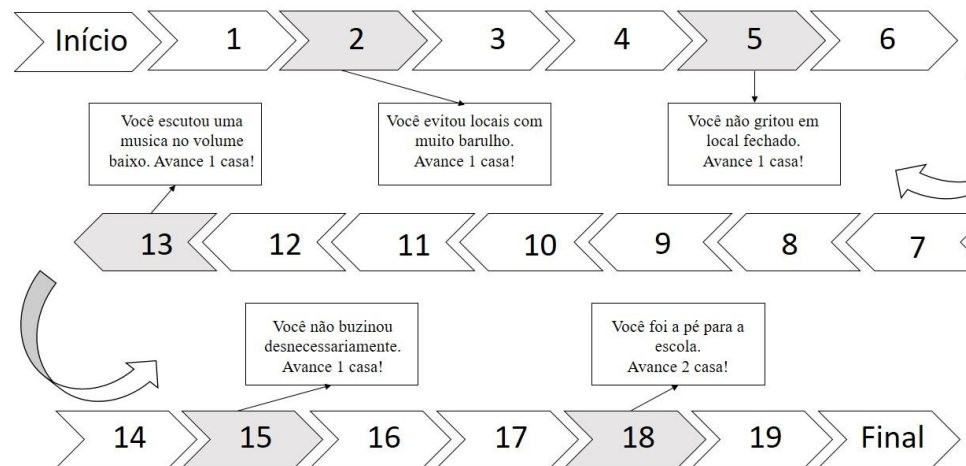 Início 1 2 3 4 5 6
Você escutou uma
musica no volume
baixo. Avance 1 casa!
Você evitou locais com
muito barulho.
Avance 1 casa!
Você não gritou em
local fechado.
Avance 1 casa!
13 12 11 10 9 8 7
Você não buzinou
desnecessariamente.
Avance 1 casa!
Você foi a pé para a
escola.
Avance 2 casa!
14 15 16 17 18 19 Final